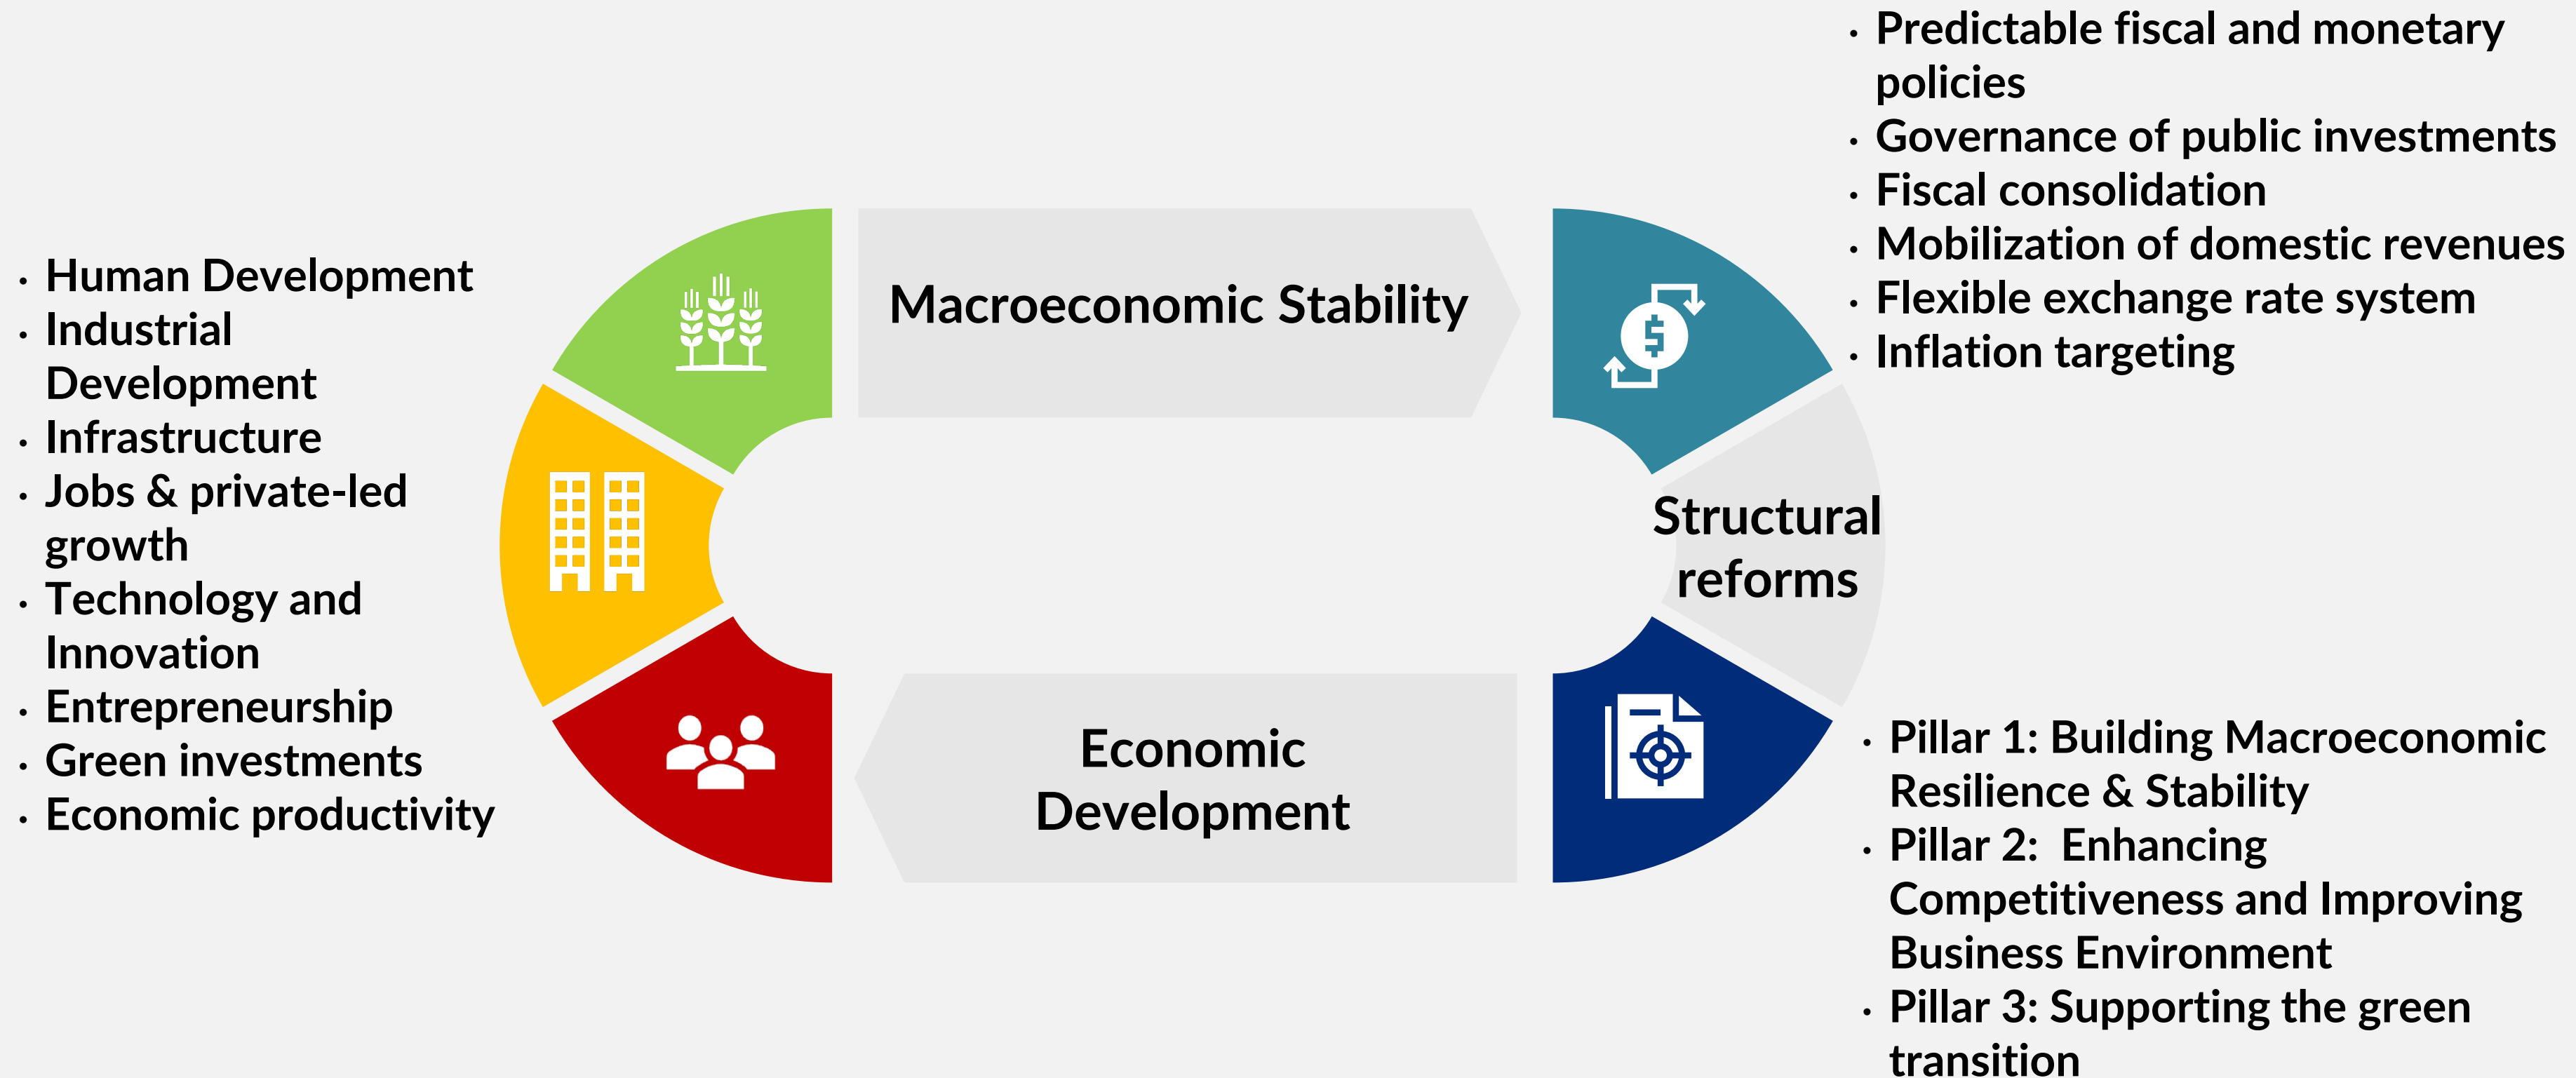 • Predictable fiscal and monetary
policies
• Governance of public investments
• Fiscal consolidation
• Mobilization of domestic revenues
• Flexible exchange rate system
• Inflation targeting
Macroeconomic Stability
• Human Development
• Industrial
Development
• Infrastructure
• Jobs & private-led
growth
• Technology and
Innovation
• Entrepreneurship
• Green investments
• Economic productivity
Structural
reforms
Economic
Development
• Pillar 1: Building Macroeconomic
Resilience & Stability
• Pillar 2:  Enhancing
Competitiveness and Improving
Business Environment
• Pillar 3: Supporting the green
transition